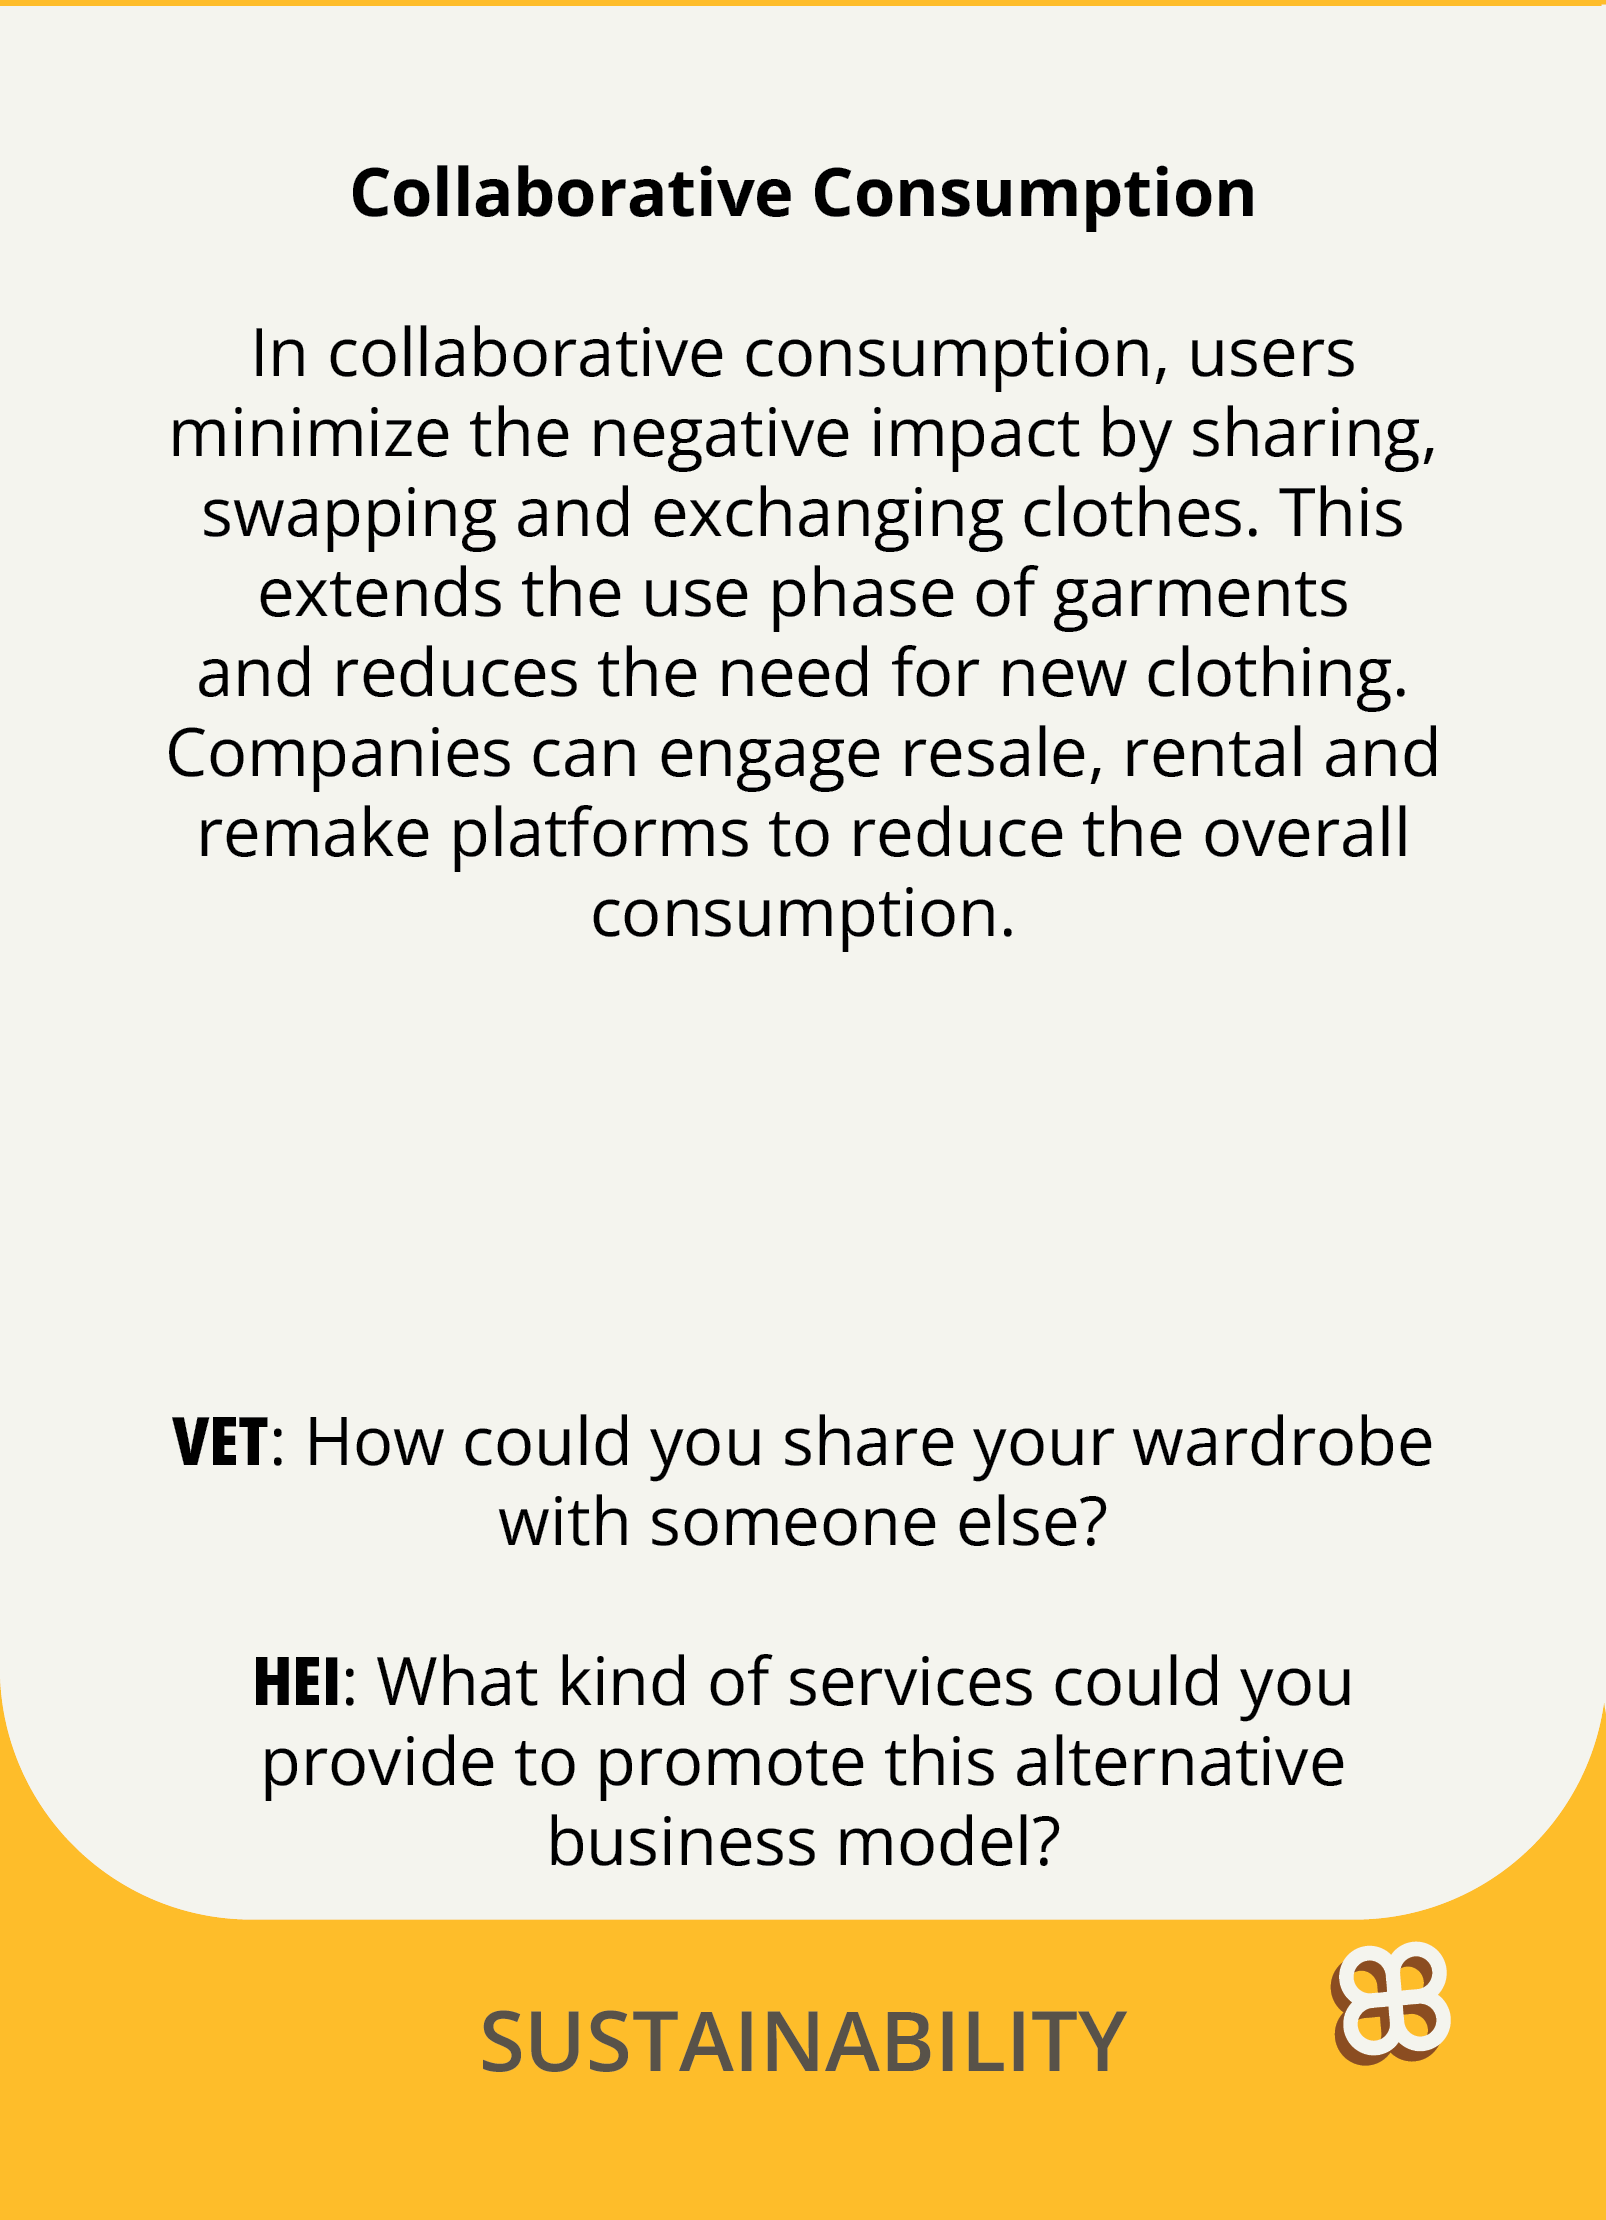 Collaborative Consumption
In collaborative consumption, users
minimize the negative impact by sharing,
swapping and exchanging clothes. This
extends the use phase of garments
and reduces the need for new clothing.
Companies can engage resale, rental and
remake platforms to reduce the overall
consumption.
VET: How could you share your wardrobe
with someone else?
HEI: What kind of services could you
provide to promote this alternative
business model?
SUSTAINABILITY